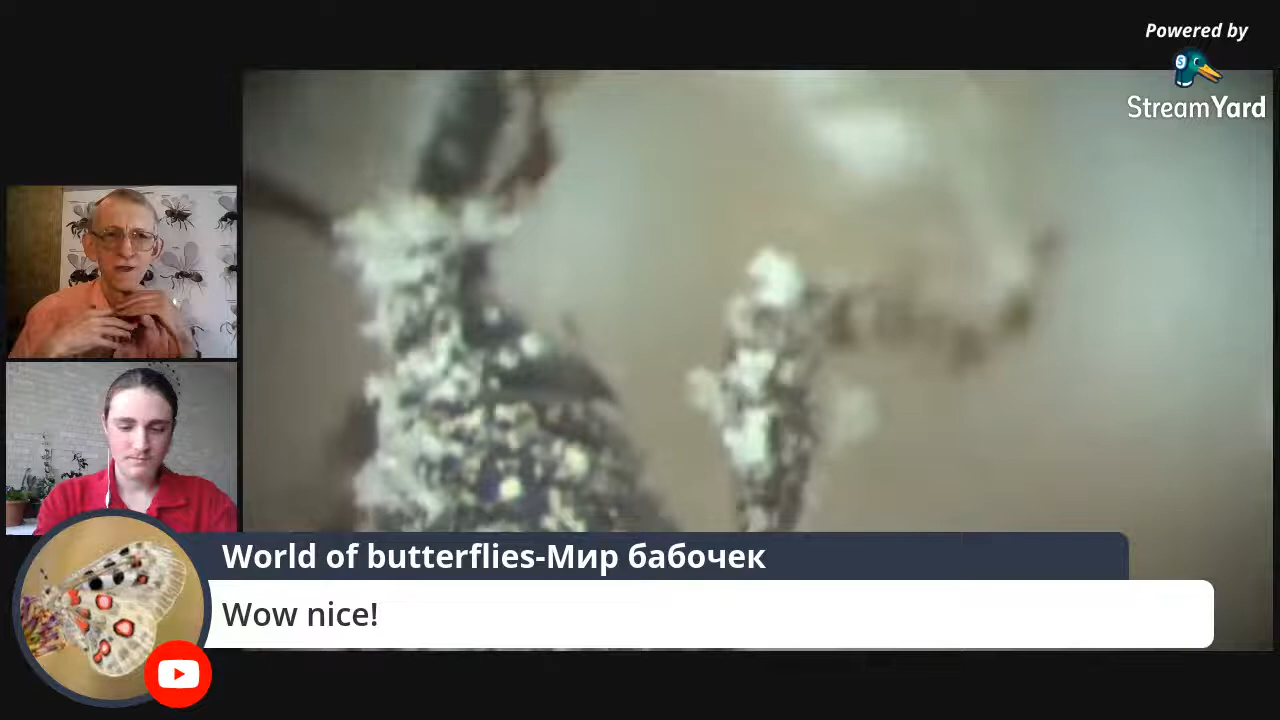 Powered by
StreamYard
World of butterflies-Мир бабочек
Wow nice!